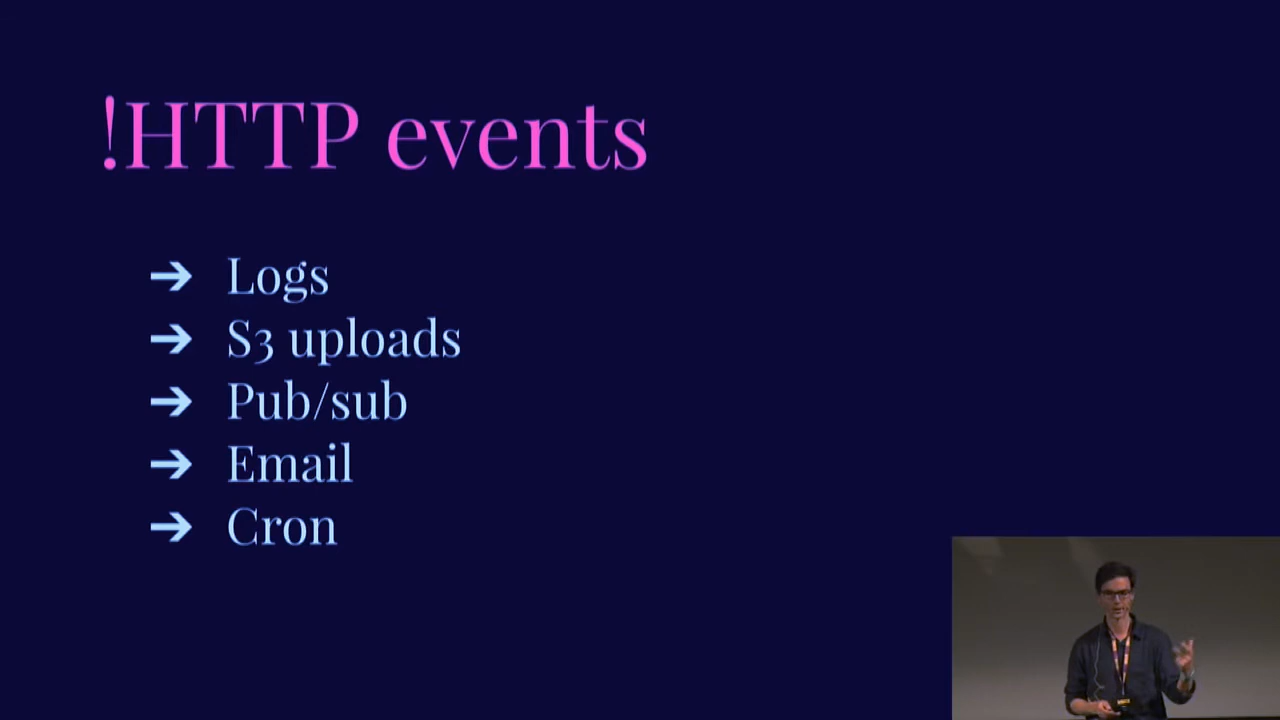 !HTTP events
➔ Logs
➔ S3 uploads
➔ Pub/sub
➔ Email
➔ Cron